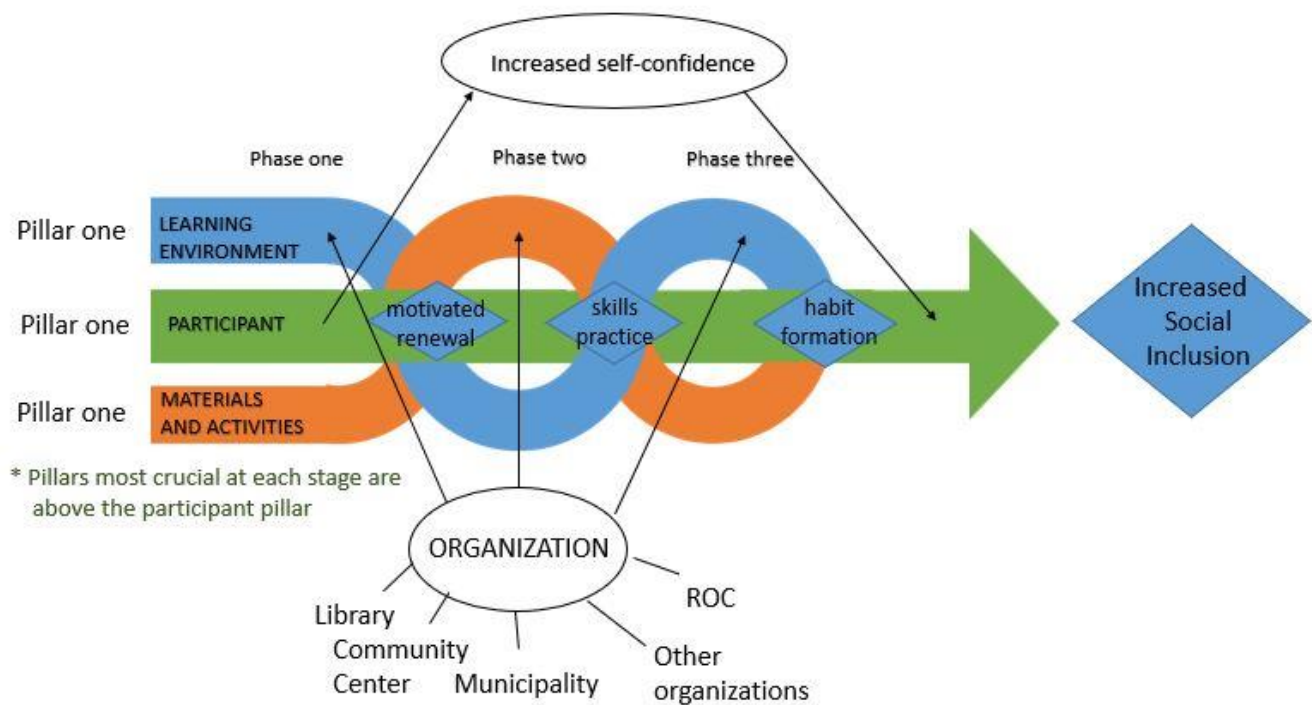 Increased self-confidence
Phase one
Phase two
Phase three
Pillar one
LEARNING
ENVIRONMENT
Pillar one
PARTICIPANT
motivated
renewal
skills
practice
habit
formation
Increased
Social
Inclusion
Pillar one
MATERIALS
AND ACTIVITIES
* Pillars most crucial at each stage are
above the participant pillar
ORGANIZATION
Library
Community
Center
Municipality
Other
organizations
ROC